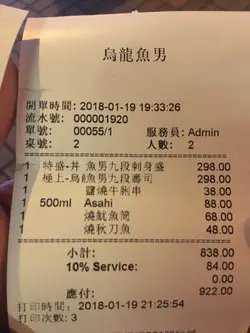 烏龍魚男
開單時間: 2018-01-19 19:33:26
流水號: 000001920
單號: 00055/1 服務員: Admin
桌號: 2 人數: 2
1 特盛-丼 魚男九段刺身盛 298.00
1 極上-烏龍魚男九段壽司 298.00
1 鹽燒牛脷串 38.00
1 500ml Asahi 88.00
1 燒魷魚筒 68.00
1 燒秋刀魚 48.00
小計: 838.00
10% Service: 84.00
0.00
應付: 922.00
打印時間: 2018-01-19 21:25:54
打印次數: 3